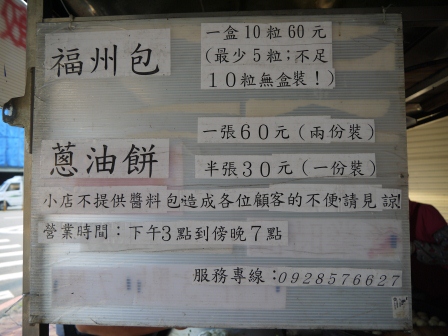 福州包
一盒10粒60元
(最少5粒；不足
10粒無盒裝！)
蔥油餅
一張60元(兩份裝)
半張30元(一份裝)
小店不提供醬料包造成各位顧客的不便請見諒!
營業時間：下午3點到傍晚7點
服務專線：0928576627